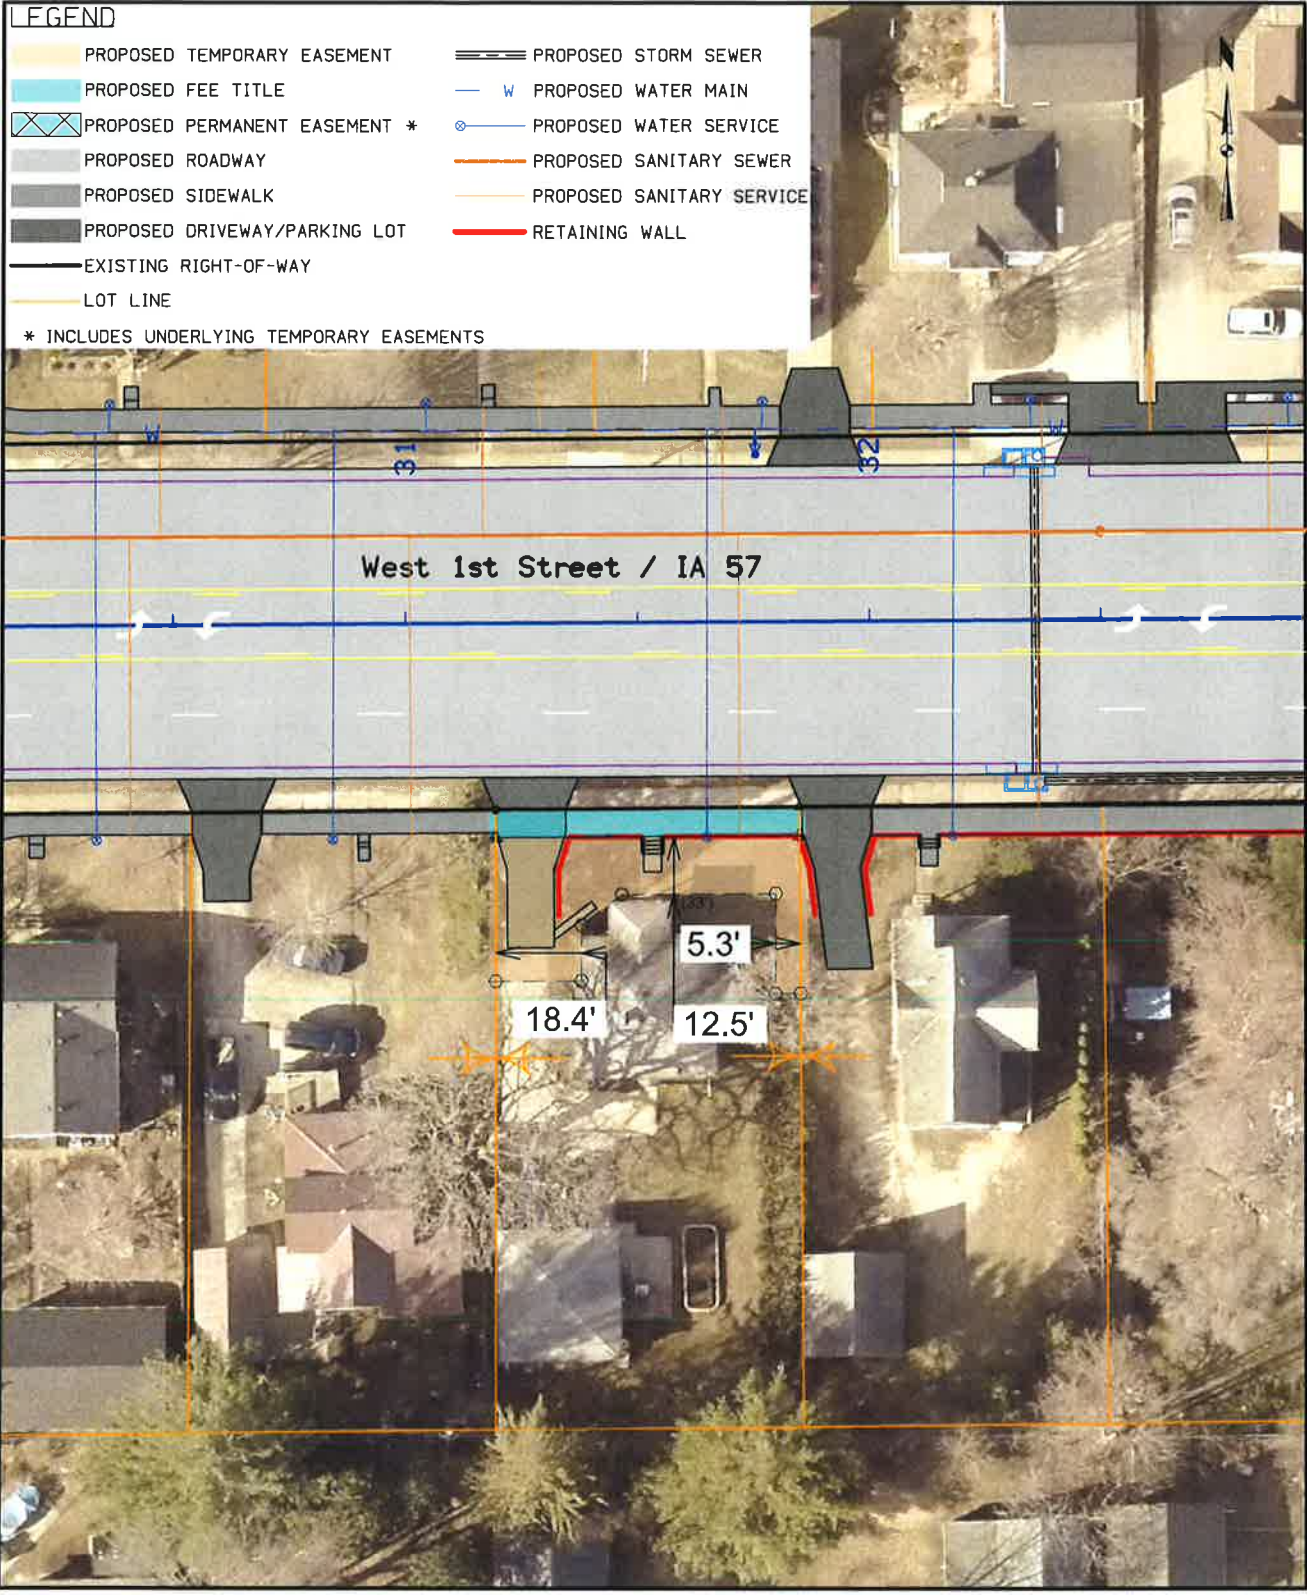 LEGEND
PROPOSED TEMPORARY EASEMENT
PROPOSED FEE TITLE
PROPOSED PERMANENT EASEMENT *
PROPOSED ROADWAY
PROPOSED SIDEWALK
PROPOSED DRIVEWAY/PARKING LOT
EXISTING RIGHT-OF-WAY
LOT LINE
* INCLUDES UNDERLYING TEMPORARY EASEMENTS
PROPOSED STORM SEWER
W PROPOSED WATER MAIN
PROPOSED WATER SERVICE
PROPOSED SANITARY SEWER
PROPOSED SANITARY SERVICE
RETAINING WALL
N
W
W
31
32
West 1st Street / IA 57
(33')
5.3'
18.4'
12.5'